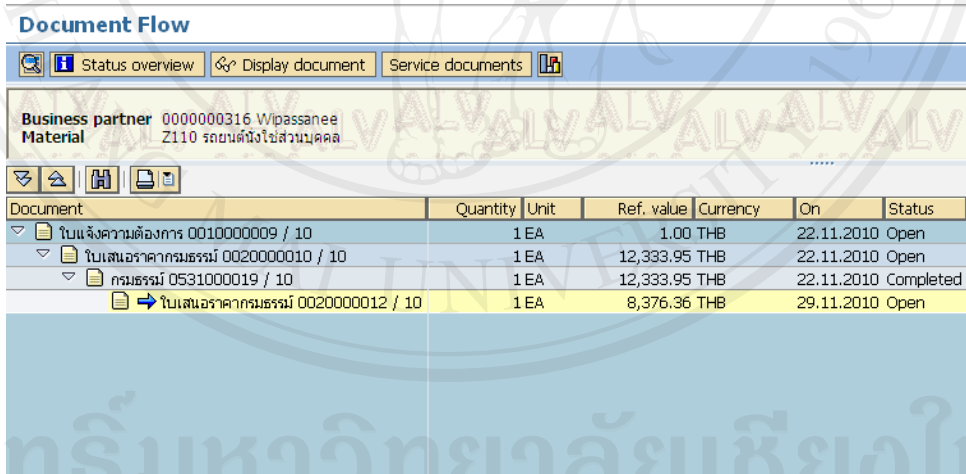 Document Flow
Status overview Display document Service documents
Business partner 0000000316 Wipassanee
Material Z110 รถยนต์นั่งใช่ส่วนบุคคล
Document Quantity Unit Ref. value Currency On Status
ใบแจ้งความต้องการ 0010000009 / 10 1 EA 1.00 THB 22.11.2010 Open
ใบเสนอราคากรมธรรม์ 0020000010 / 10 1 EA 12,333.95 THB 22.11.2010 Open
กรมธรรม์ 0531000019 / 10 1 EA 12,333.95 THB 22.11.2010 Completed
ใบเสนอราคากรมธรรม์ 0020000012 / 10 1 EA 8,376.36 THB 29.11.2010 Open